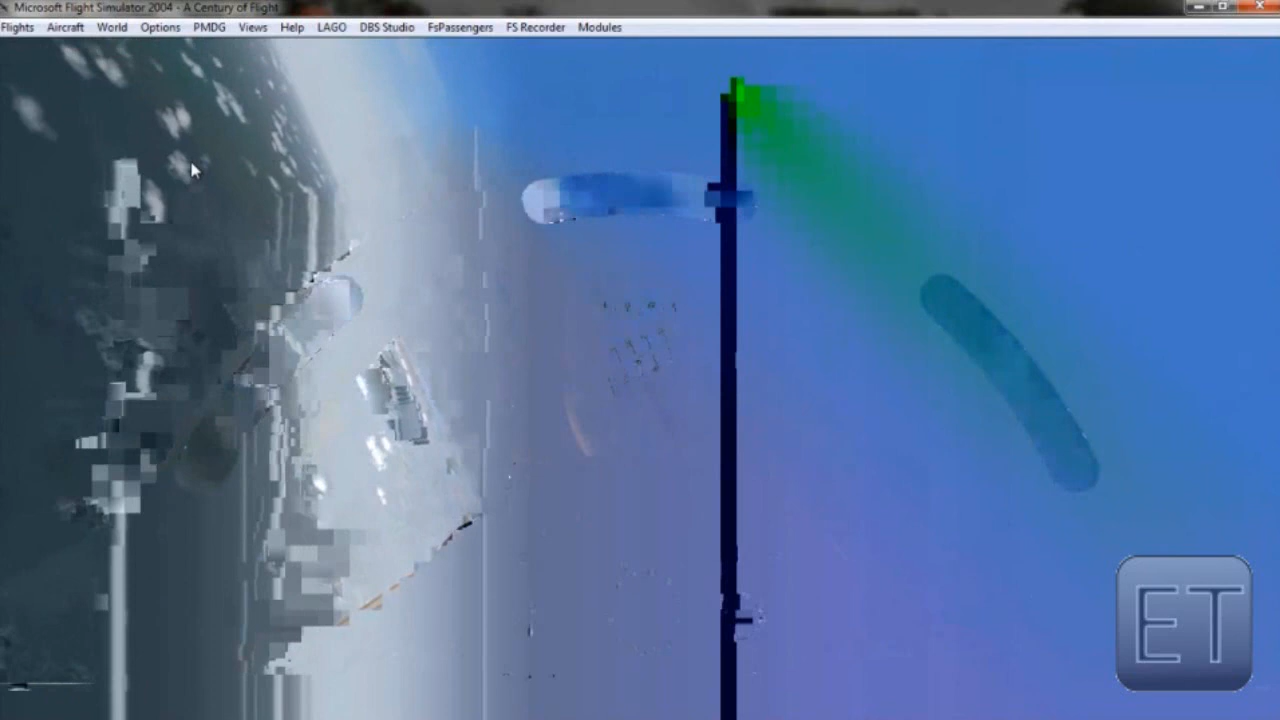 Microsoft Flight Simulator 2004 - A Century of Flight
Flights Aircraft World Options PMDG Views Help LAGO DBS Studio FsPassengers FS Recorder Modules
ET